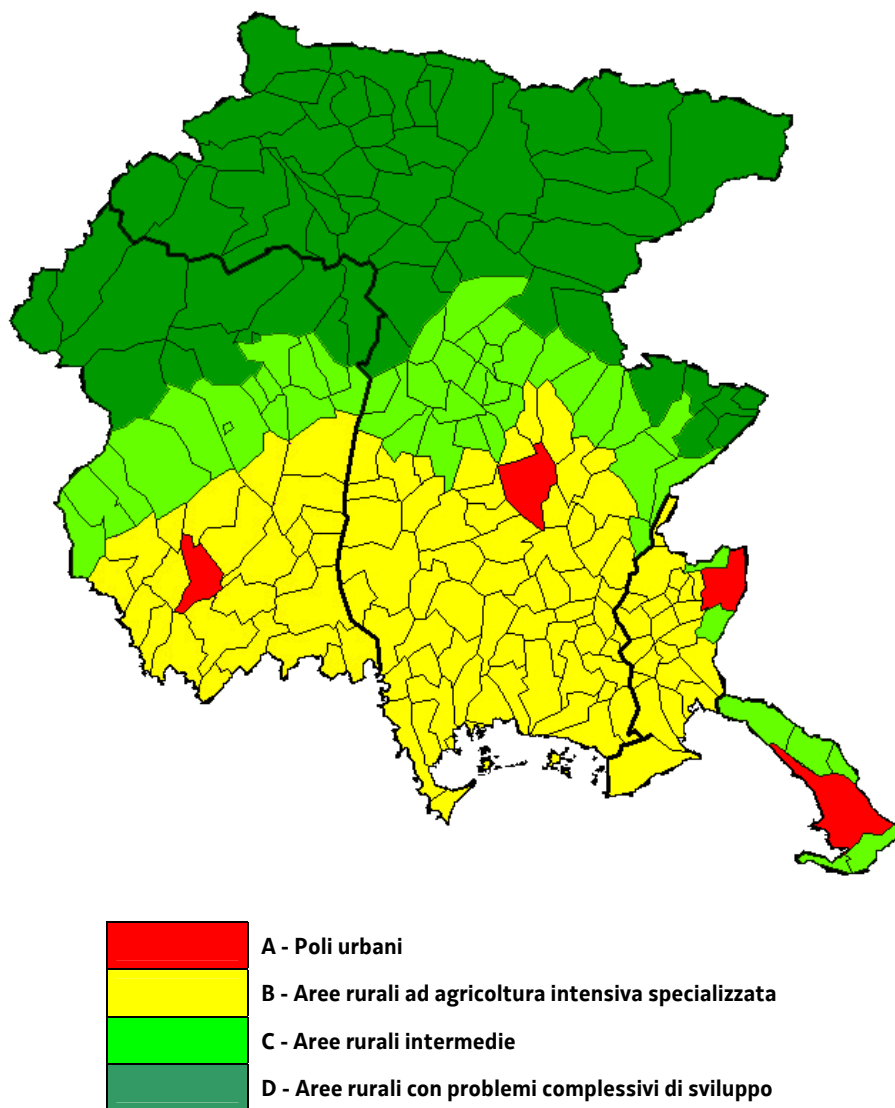 A - Poli urbani
B - Aree rurali ad agricoltura intensiva specializzata
C - Aree rurali intermedie
D - Aree rurali con problemi complessivi di sviluppo